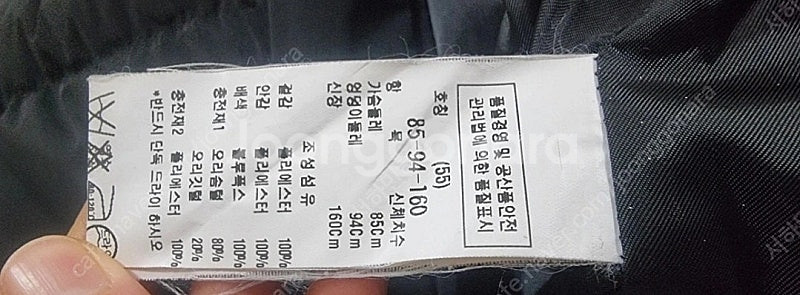 품질경영 및 공산품안전
관리법에 의한 품질표시
호칭 (55)
85-94-160
항 목 신체치수
가슴둘레 85Cm
엉덩이둘레 94Cm
신장 160Cm
조성섬유
겉감 폴리에스터 100%
안감 폴리에스터 100%
배색 블루폭스 100%
충전재1 오리솜털 80%
오리깃털 20%
충전재2 폴리에스터 100%
*반드시 단독 드라이 하시오
드라이